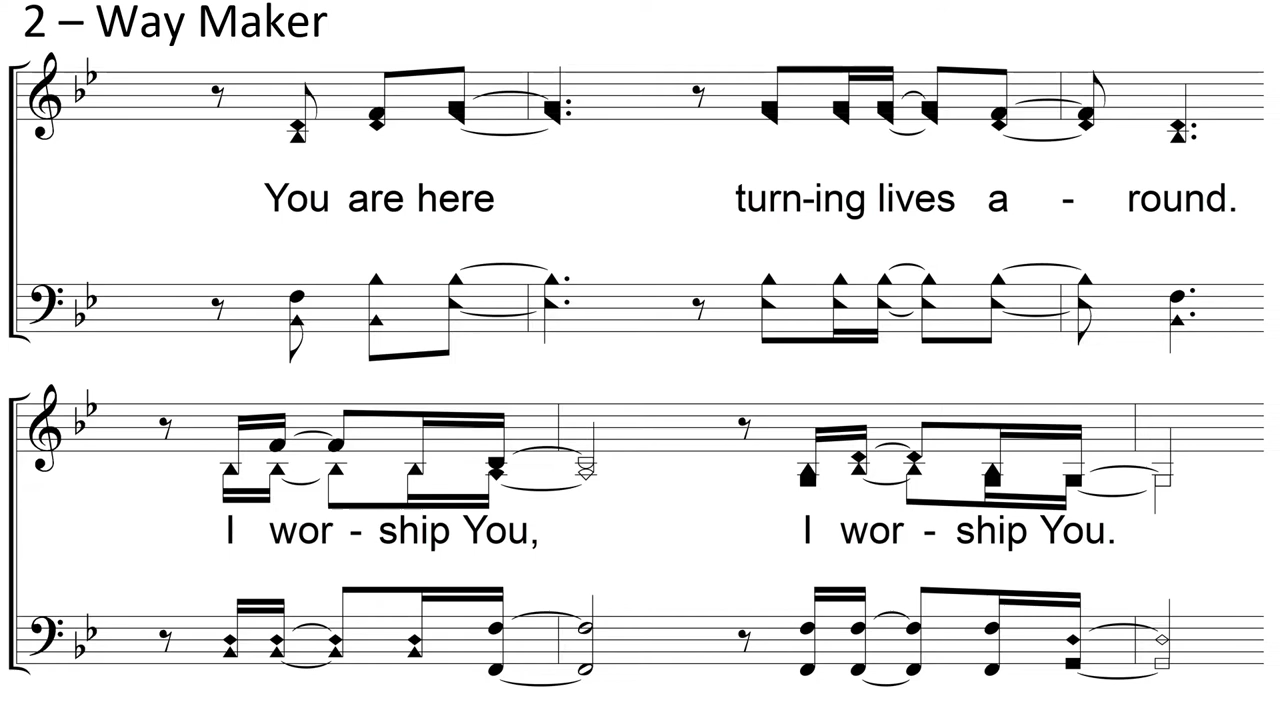 2 – Way Maker
You are here turn-ing lives a - round.
I wor - ship You, I wor - ship You.